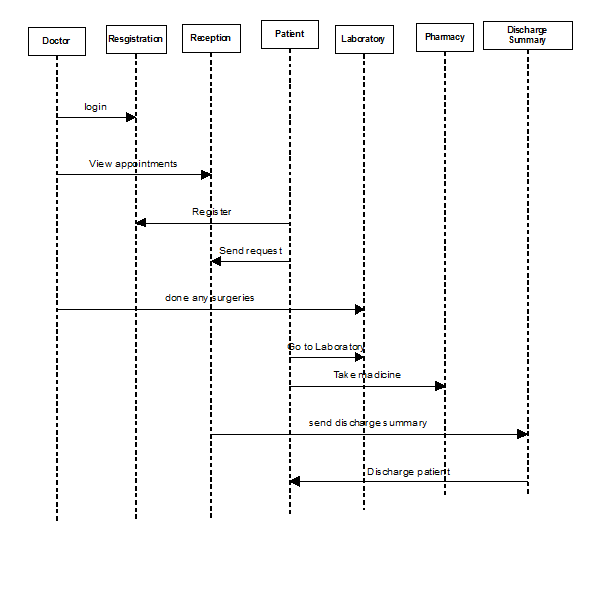 Doctor
Resgistration
Reception
Patient
Laboratory
Pharmacy
Discharge
Summary
login
View appointments
Register
Send request
done any surgeries
Go to Laboratory
Take madicine
send discharge summary
Discharge patient